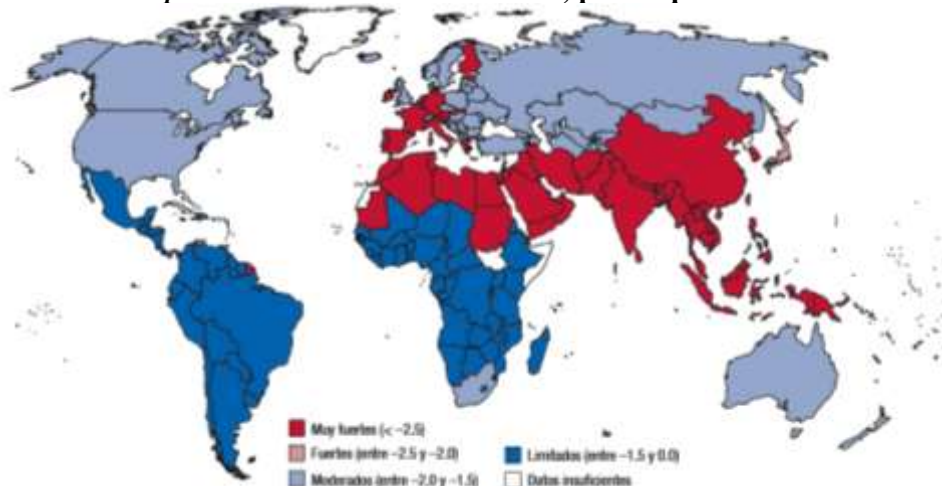 Muy fuertes (< –2.5)
Fuertes (entre –2.5 y –2.0)
Moderados (entre –2.0 y –1.5)
Limitados (entre –1.5 y 0.0)
Datos insuficientes